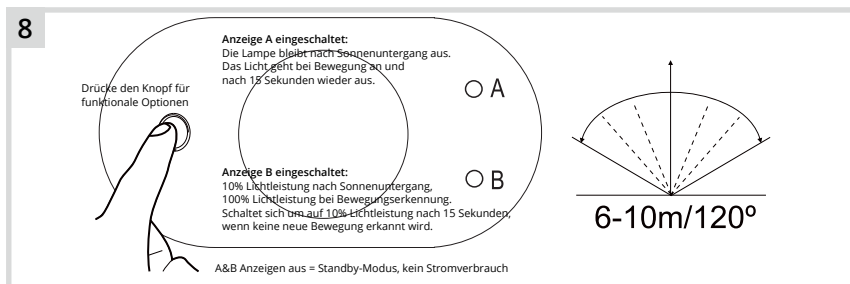 8
Drücke den Knopf für
funktionale Optionen
Anzeige A eingeschaltet:
Die Lampe bleibt nach Sonnenuntergang aus.
Das Licht geht bei Bewegung an und
nach 15 Sekunden wieder aus.
A
Anzeige B eingeschaltet:
10% Lichtleistung nach Sonnenuntergang,
100% Lichtleistung bei Bewegungserkennung.
Schaltet sich um auf 10% Lichtleistung nach 15 Sekunden,
wenn keine neue Bewegung erkannt wird.
B
A&B Anzeigen aus = Standby-Modus, kein Stromverbrauch
6-10m/120º